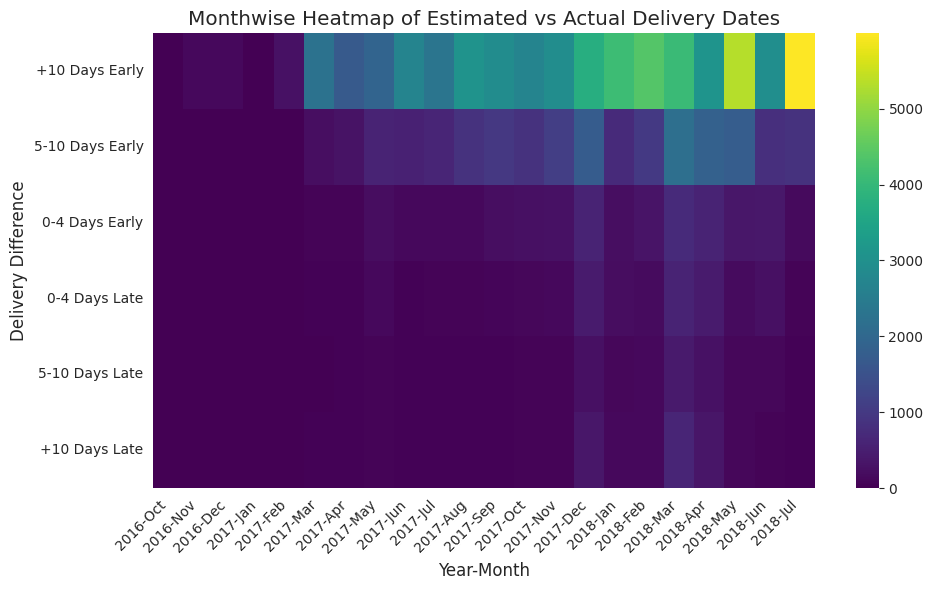 Monthwise Heatmap of Estimated vs Actual Delivery Dates
Delivery Difference
+10 Days Early
5-10 Days Early
0-4 Days Early
0-4 Days Late
5-10 Days Late
+10 Days Late
5000
4000
3000
2000
1000
0
2016-Oct
2016-Nov
2016-Dec
2017-Jan
2017-Feb
2017-Mar
2017-Apr
2017-May
2017-Jun
2017-Jul
2017-Aug
2017-Sep
2017-Oct
2017-Nov
2017-Dec
2018-Jan
2018-Feb
2018-Mar
2018-Apr
2018-May
2018-Jun
2018-Jul
Year-Month